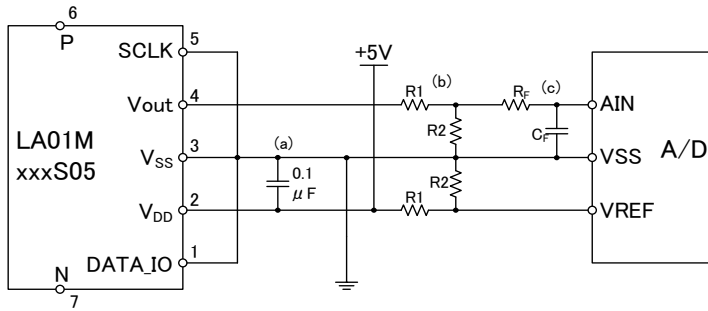 6
P
SCLK
5
+5V
(b)
(c)
R1
RF
Vout
4
AIN
R2
CF
LA01M
xxxS05
VSS
3
(a)
VSS
A/D
0.1
μF
R2
VDD
2
R1
VREF
DATA_IO
1
N
7